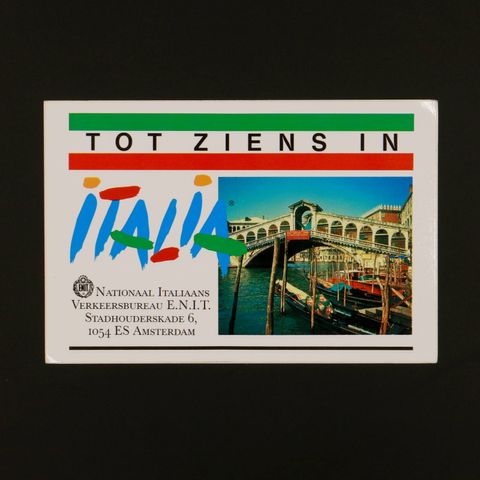 TOT ZIENS IN
ITALIA®
E.N.I.T. NATIONAAL ITALIAANS
VERKEERSBUREAU E.N.I.T.
STADHOUDERSKADE 6,
1054 ES AMSTERDAM